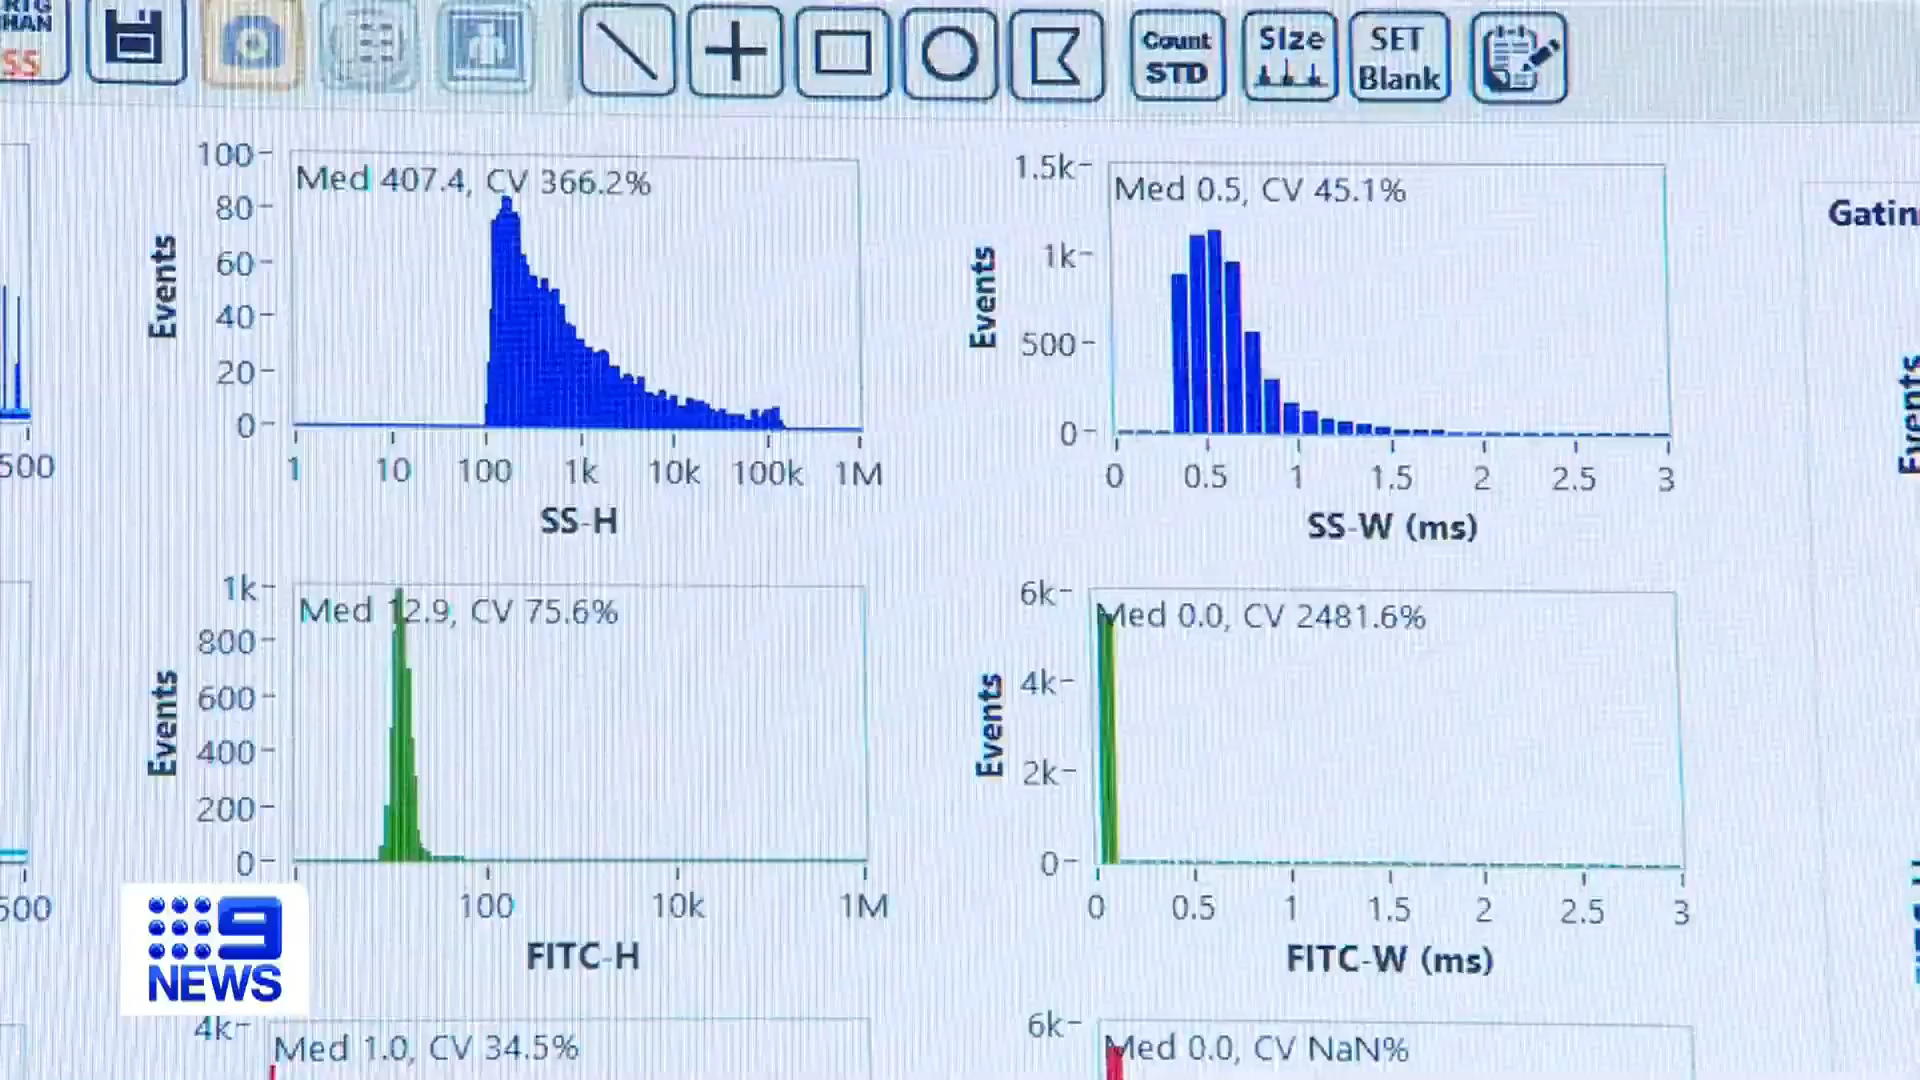 TRIG
CHAN
SS
Count
STD
Size
SET
Blank
100
80
60
40
20
0
Events
Med 407.4, CV 366.2%
1
10
100
1k
10k
100k
1M
SS-H
1.5k
1k
500
0
Events
Med 0.5, CV 45.1%
0
0.5
1
1.5
2
2.5
3
SS-W (ms)
Gatin
Events
500
1k
800
600
400
200
0
Events
Med 12.9, CV 75.6%
100
10k
1M
FITC-H
6k
4k
2k
0
Events
Med 0.0, CV 2481.6%
0
0.5
1
1.5
2
2.5
3
FITC-W (ms)
500
9
NEWS
4k
Med 1.0, CV 34.5%
6k
Med 0.0, CV NaN%